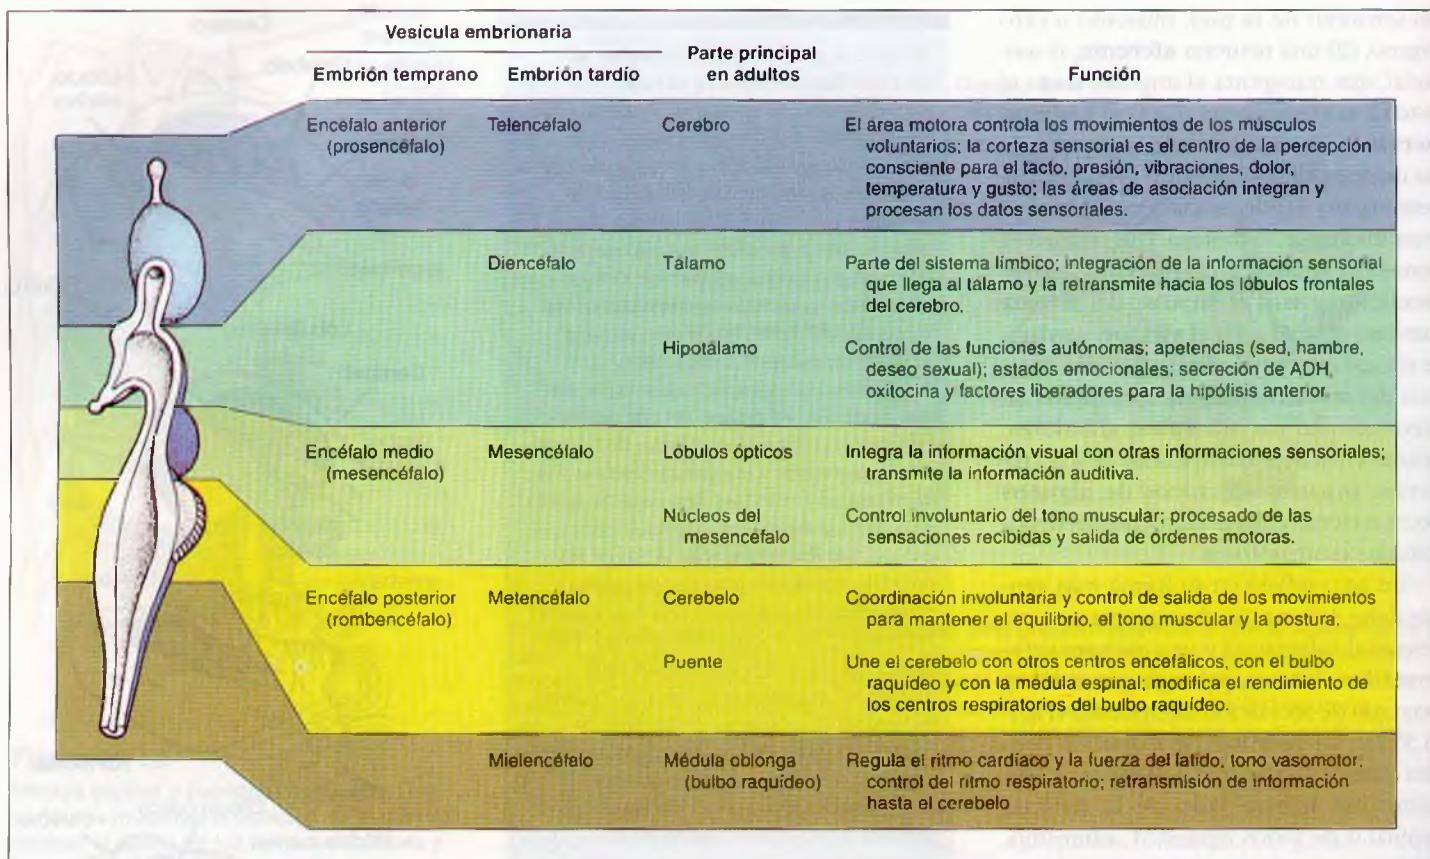 Vesícula embrionaria
Embrión temprano
Embrión tardío
Parte principal
en adultos
Función
Encéfalo anterior
(prosencéfalo)
Telencéfalo
Cerebro
El área motora controla los movimientos de los músculos
voluntarios; la corteza sensorial es el centro de la percepción
consciente para el tacto, presión, vibraciones, dolor,
temperatura y gusto; las áreas de asociación integran y
procesan los datos sensoriales.
Diencéfalo
Tálamo
Parte del sistema límbico; integración de la información sensorial
que llega al tálamo y la retransmite hacia los lóbulos frontales
del cerebro.
Hipotálamo
Control de las funciones autónomas; apetencias (sed, hambre,
deseo sexual); estados emocionales; secreción de ADH,
oxitocina y factores liberadores para la hipófisis anterior.
Encéfalo medio
(mesencéfalo)
Mesencéfalo
Lóbulos ópticos
Integra la información visual con otras informaciones sensoriales;
transmite la información auditiva.
Núcleos del
mesencéfalo
Control involuntario del tono muscular; procesado de las
sensaciones recibidas y salida de órdenes motoras.
Encéfalo posterior
(rombencéfalo)
Metencéfalo
Cerebelo
Coordinación involuntaria y control de salida de los movimientos
para mantener el equilibrio, el tono muscular y la postura.
Puente
Une el cerebelo con otros centros encefálicos, con el bulbo
raquídeo y con la médula espinal; modifica el rendimiento de
los centros respiratorios del bulbo raquídeo.
Mielencéfalo
Médula oblonga
(bulbo raquídeo)
Regula el ritmo cardíaco y la fuerza del latido, tono vasomotor,
control del ritmo respiratorio; retransmisión de información
hasta el cerebelo